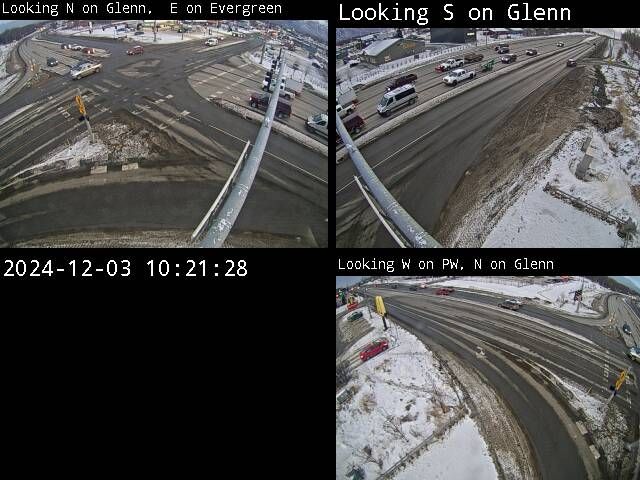 Looking N on Glenn,  E on Evergreen
Looking S on Glenn
2024-12-03 10:21:28
Looking W on PW, N on Glenn